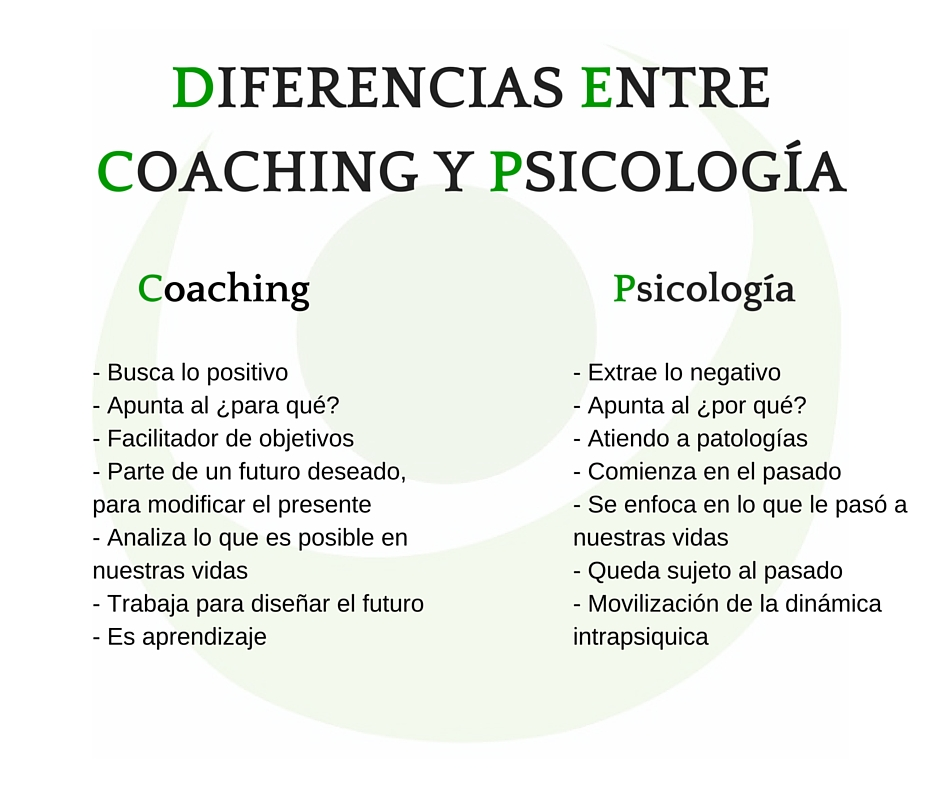 DIFERENCIAS ENTRE
COACHING Y PSICOLOGÍA
Coaching
- Busca lo positivo
- Apunta al ¿para qué?
- Facilitador de objetivos
- Parte de un futuro deseado,
para modificar el presente
- Analiza lo que es posible en
nuestras vidas
- Trabaja para diseñar el futuro
- Es aprendizaje
Psicología
- Extrae lo negativo
- Apunta al ¿por qué?
- Atiendo a patologías
- Comienza en el pasado
- Se enfoca en lo que le pasó a
nuestras vidas
- Queda sujeto al pasado
- Movilización de la dinámica
intrapsiquica